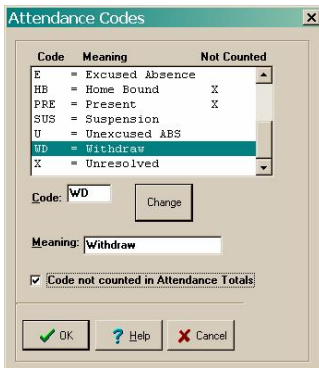 Attendance Codes
Code Meaning Not Counted
E = Excused Absence
HB = Home Bound X
PRE = Present X
SUS = Suspension
U = Unexcused ABS
WD = Withdraw
X = Unresolved
Code: WD Change
Meaning: Withdraw
Code not counted in Attendance Totals
OK ? Help Cancel